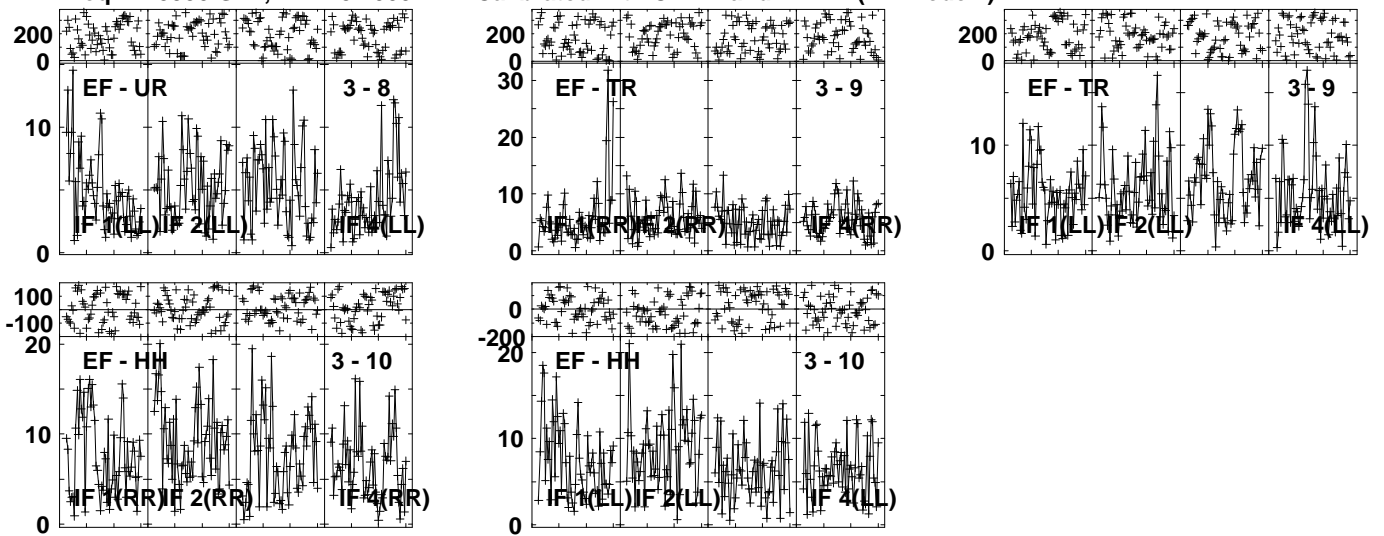 200
0
EF - UR 3 - 8
10
0
IF 1(LL) IF 2(LL) IF 4(LL)
30
EF - TR 3 - 9
20
10
0
IF 1(RR) IF 2(RR) IF 4(RR)
200
0
EF - TR 3 - 9
10
0
IF 1(LL) IF 2(LL) IF 4(LL)
100
-100
20
EF - HH 3 - 10
10
0
IF 1(RR) IF 2(RR) IF 4(RR)
0
-200
20
EF - HH 3 - 10
10
0
IF 1(LL) IF 2(LL) IF 4(LL)